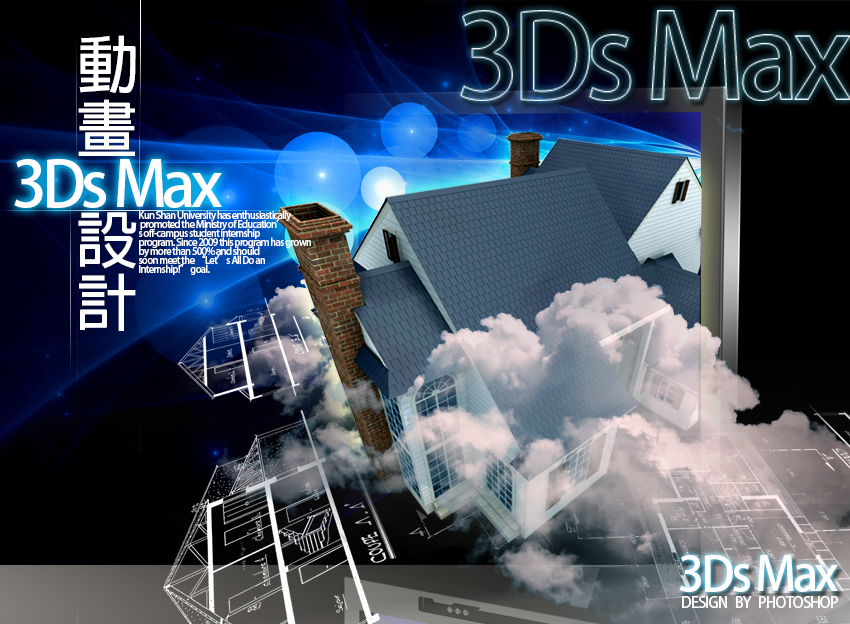 3Ds Max
動畫
3Ds Max
設計
Kun Shan University has enthusiastically
promoted the Ministry of Education'
s off-campus student internship
program. Since 2009 this program has grown
by more than 500% and should
soon meet the “Let’ s All Do an
Internship!” goal.
COUPE A.A
3Ds Max
DESIGN BY PHOTOSHOP